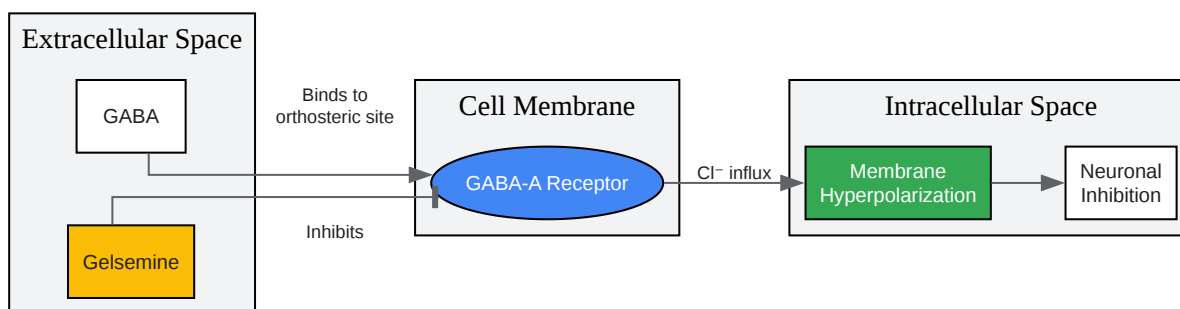 Extracellular Space
GABA
Gelsemine
Binds to
orthosteric site
Inhibits
Cell Membrane
GABA-A Receptor
Cl⁻ influx
Intracellular Space
Membrane
Hyperpolarization
Neuronal
Inhibition